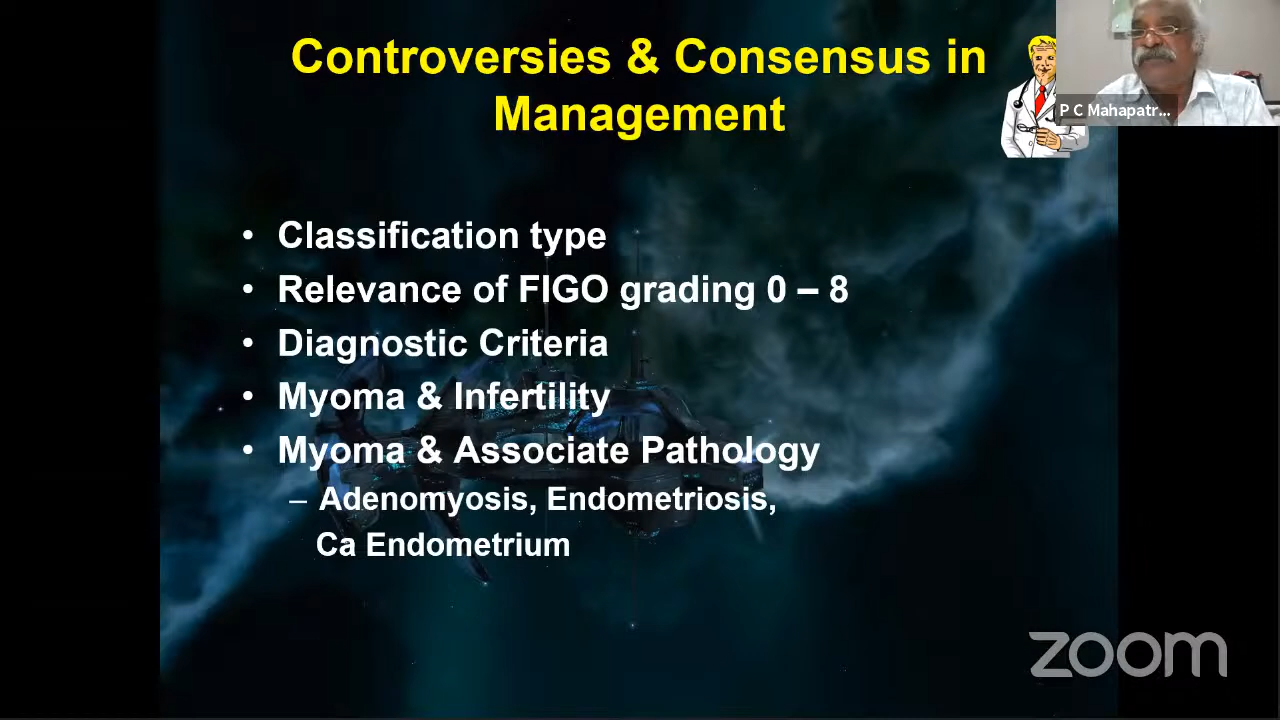 Controversies & Consensus in
Management
P C Mahapatr...
• Classification type
• Relevance of FIGO grading 0 – 8
• Diagnostic Criteria
• Myoma & Infertility
• Myoma & Associate Pathology
– Adenomyosis, Endometriosis,
Ca Endometrium
zoom